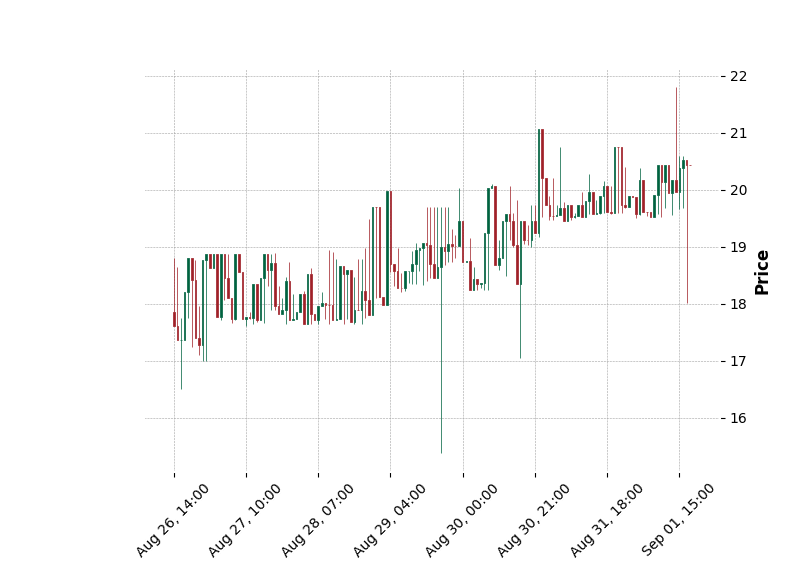 22
21
20
19
18
17
16
Price
Aug 26, 14:00
Aug 27, 10:00
Aug 28, 07:00
Aug 29, 04:00
Aug 30, 00:00
Aug 30, 21:00
Aug 31, 18:00
Sep 01, 15:00